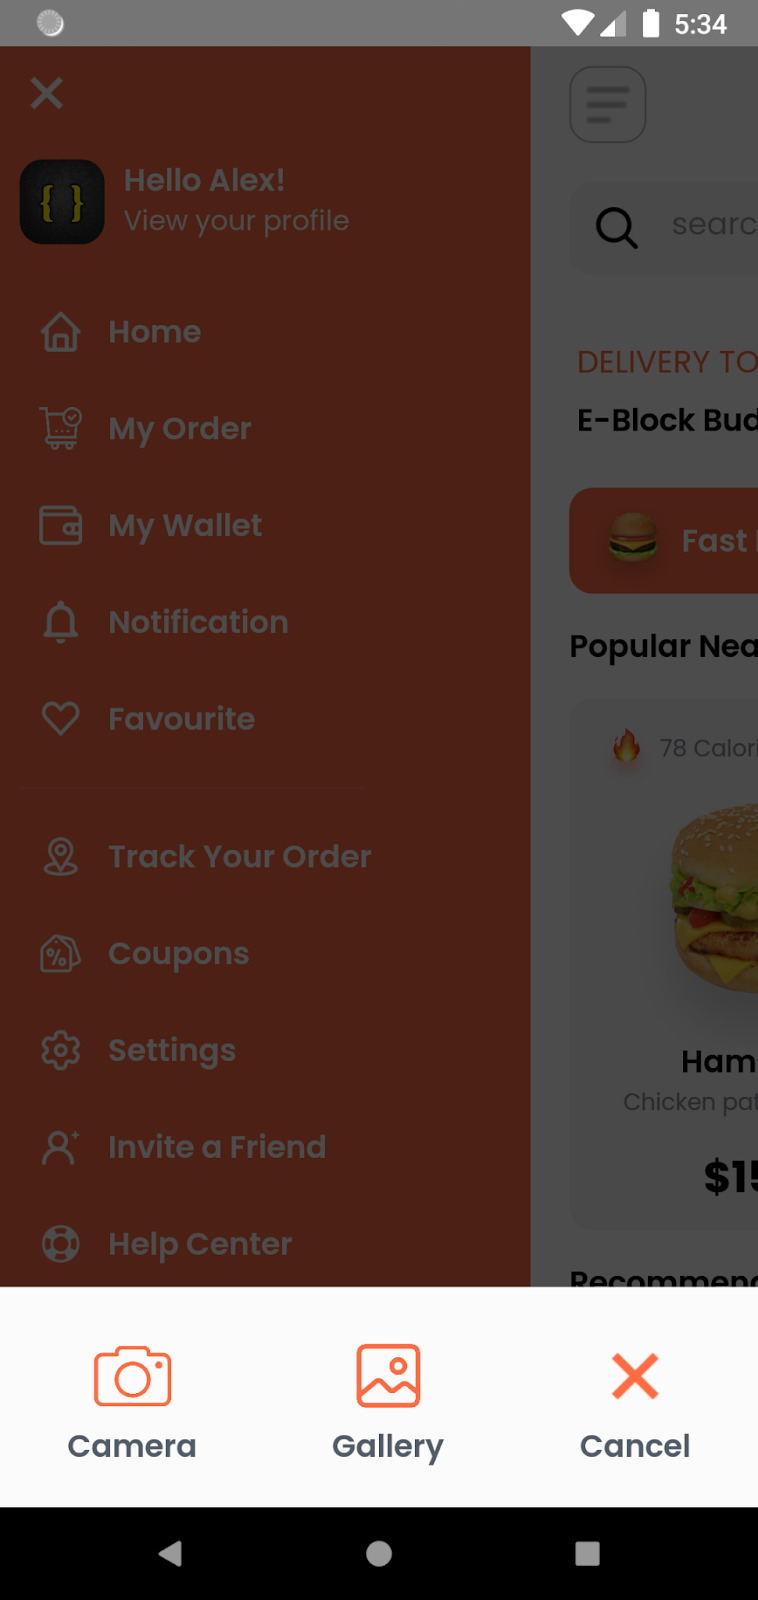 5:34
Hello Alex!
View your profile
Home
My Order
My Wallet
Notification
Favourite
Track Your Order
Coupons
Settings
Invite a Friend
Help Center
searc
DELIVERY TO
E-Block Bud
Fast
Popular Nea
78 Calori
Ham
Chicken pat
$15
Recommend
Camera
Gallery
Cancel